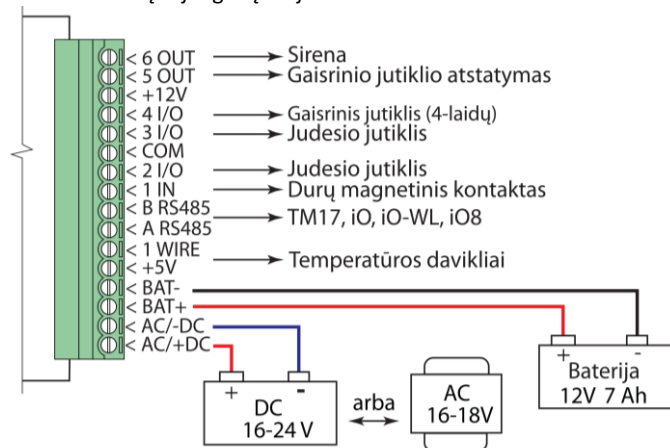 < 6 OUT Sirena
< 5 OUT Gaisrinio jutiklio atstatymas
< +12V
< 4 I/O Gaisrinis jutiklis (4-laidų)
< 3 I/O Judesio jutiklis
< COM
< 2 I/O Judesio jutiklis
< 1 IN Durų magnetinis kontaktas
< B RS485
TM17, iO, iO-WL, iO8
< A RS485
< 1 WIRE
Temperatūros davikliai
< +5V
< BAT-
< BAT+
< AC/-DC
< AC/+DC
+ -
DC
16-24 V
arba
AC
16-18V
+ -
Baterija
12V 7 Ah